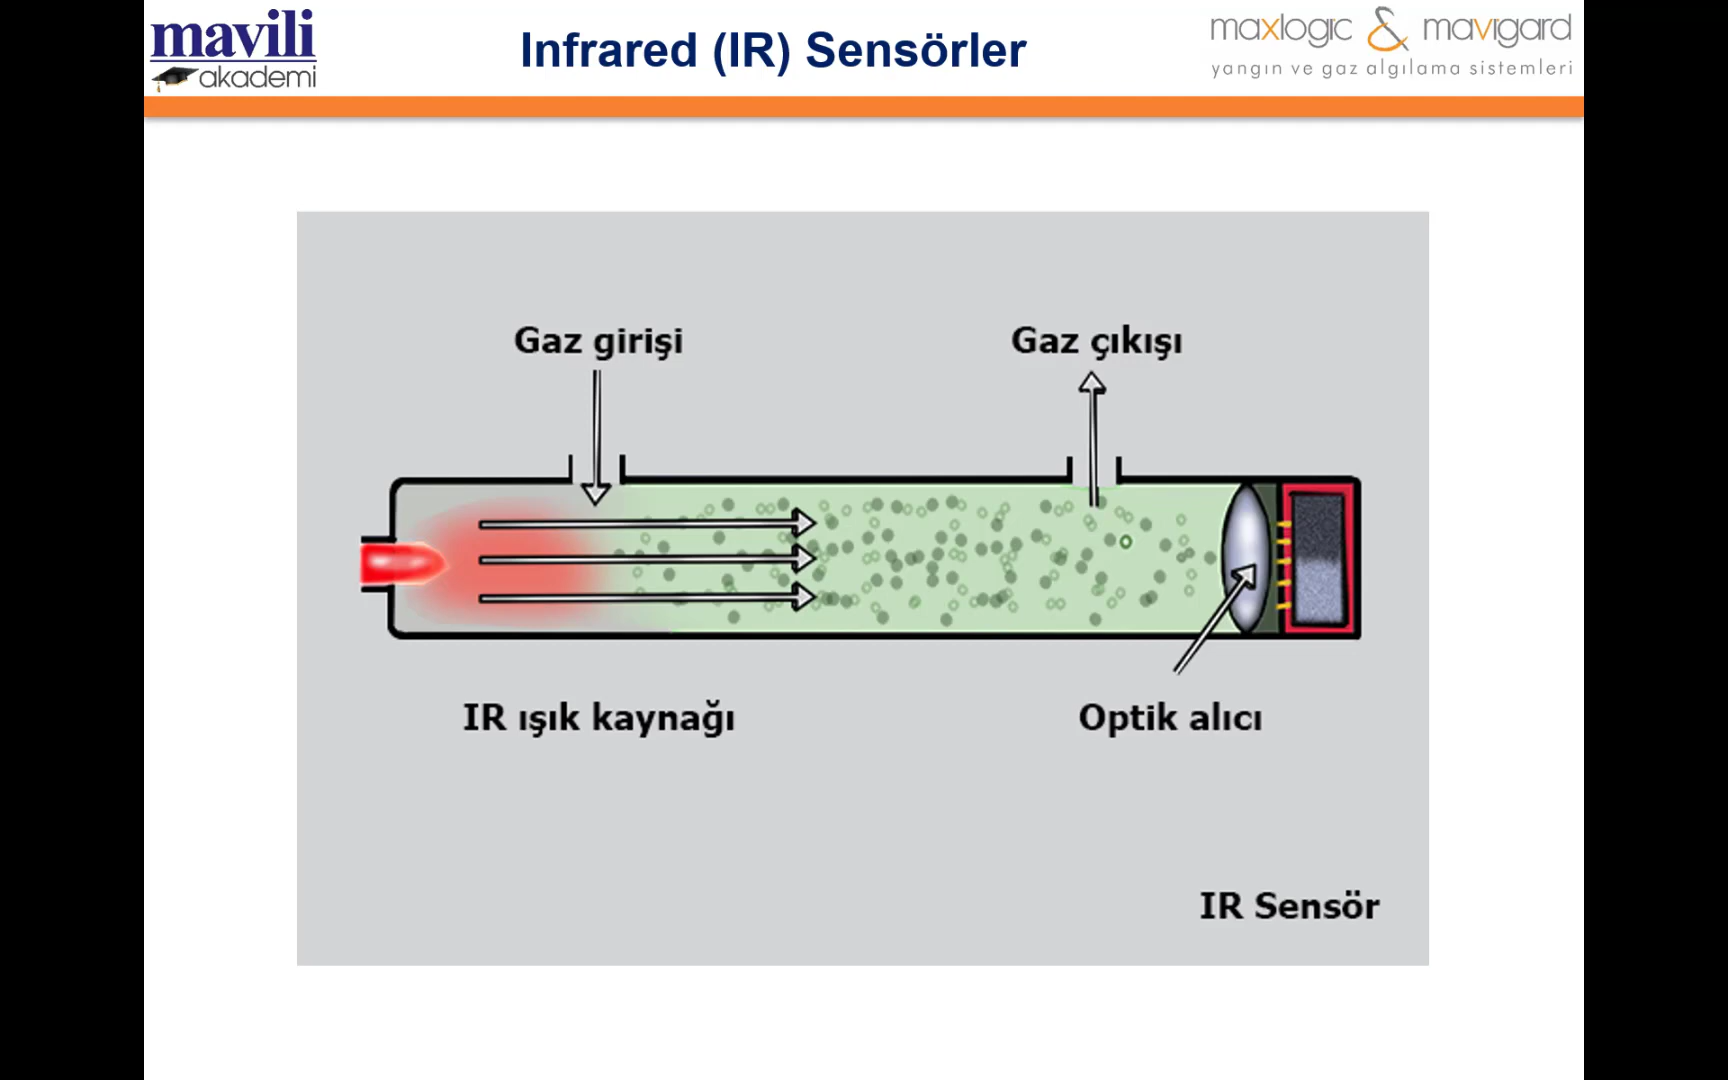 mavili
akademi
Infrared (IR) Sensörler
maxlogic & mavigard
yangın ve gaz algılama sistemleri
Gaz girişi
Gaz çıkışı
IR ışık kaynağı
Optik alıcı
IR Sensör